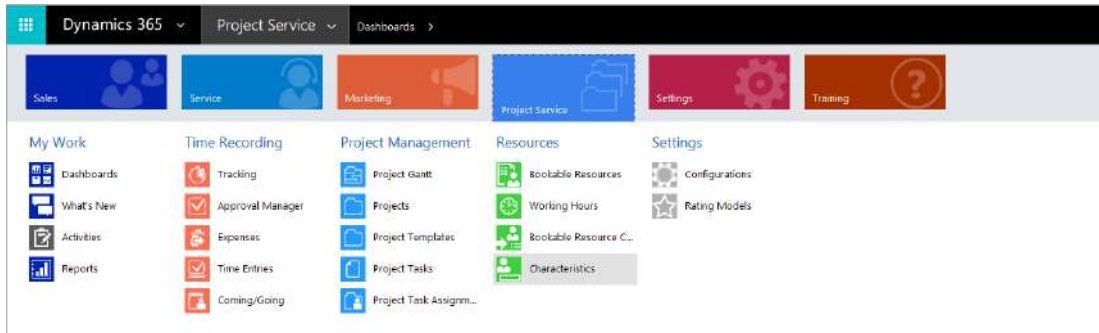 Dynamics 365
Project Service
Dashboards >
Sales
Service
Marketing
Project Service
Settings
Training
?
My Work
Dashboards
What's New
Activities
Reports
Time Recording
Tracking
Approval Manager
Expenses
Time Entries
Coming/Going
Project Management
Project Gantt
Projects
Project Templates
Project Tasks
Project Task Assignm...
Resources
Bookable Resources
Working Hours
Bookable Resource C...
Characteristics
Settings
Configurations
Rating Models